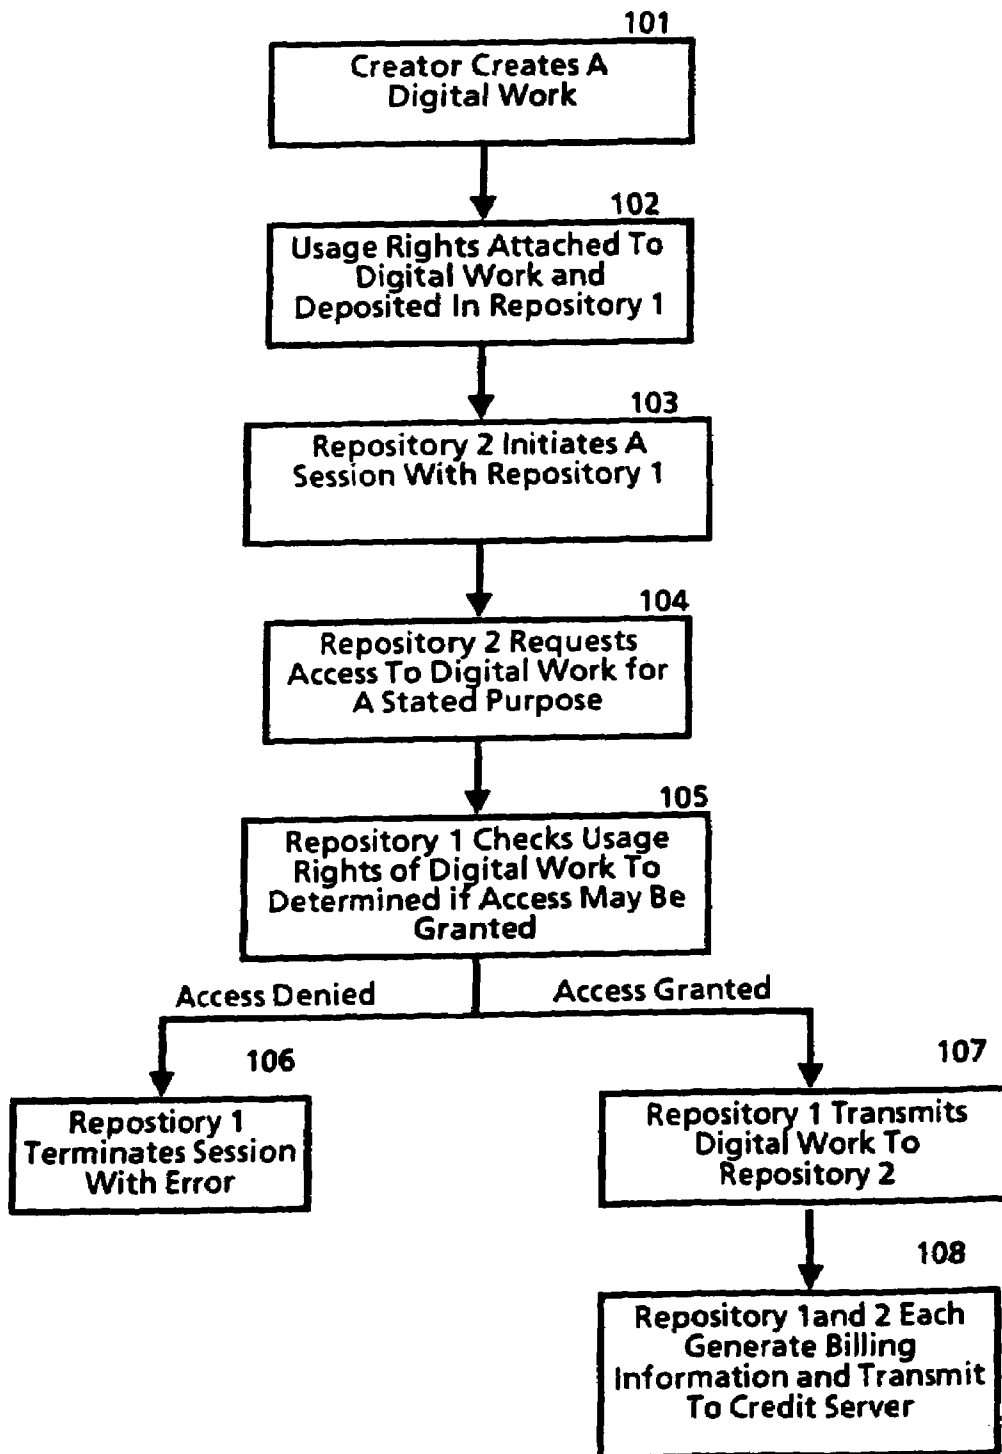 101
Creator Creates A
Digital Work
102
Usage Rights Attached To
Digital Work and
Deposited In Repository 1
103
Repository 2 Initiates A
Session With Repository 1
104
Repository 2 Requests
Access To Digital Work for
A Stated Purpose
105
Repository 1 Checks Usage
Rights of Digital Work To
Determined if Access May Be
Granted
Access Denied
Access Granted
106
Repostiory 1
Terminates Session
With Error
107
Repository 1 Transmits
Digital Work To
Repository 2
108
Repository 1and 2 Each
Generate Billing
Information and Transmit
To Credit Server